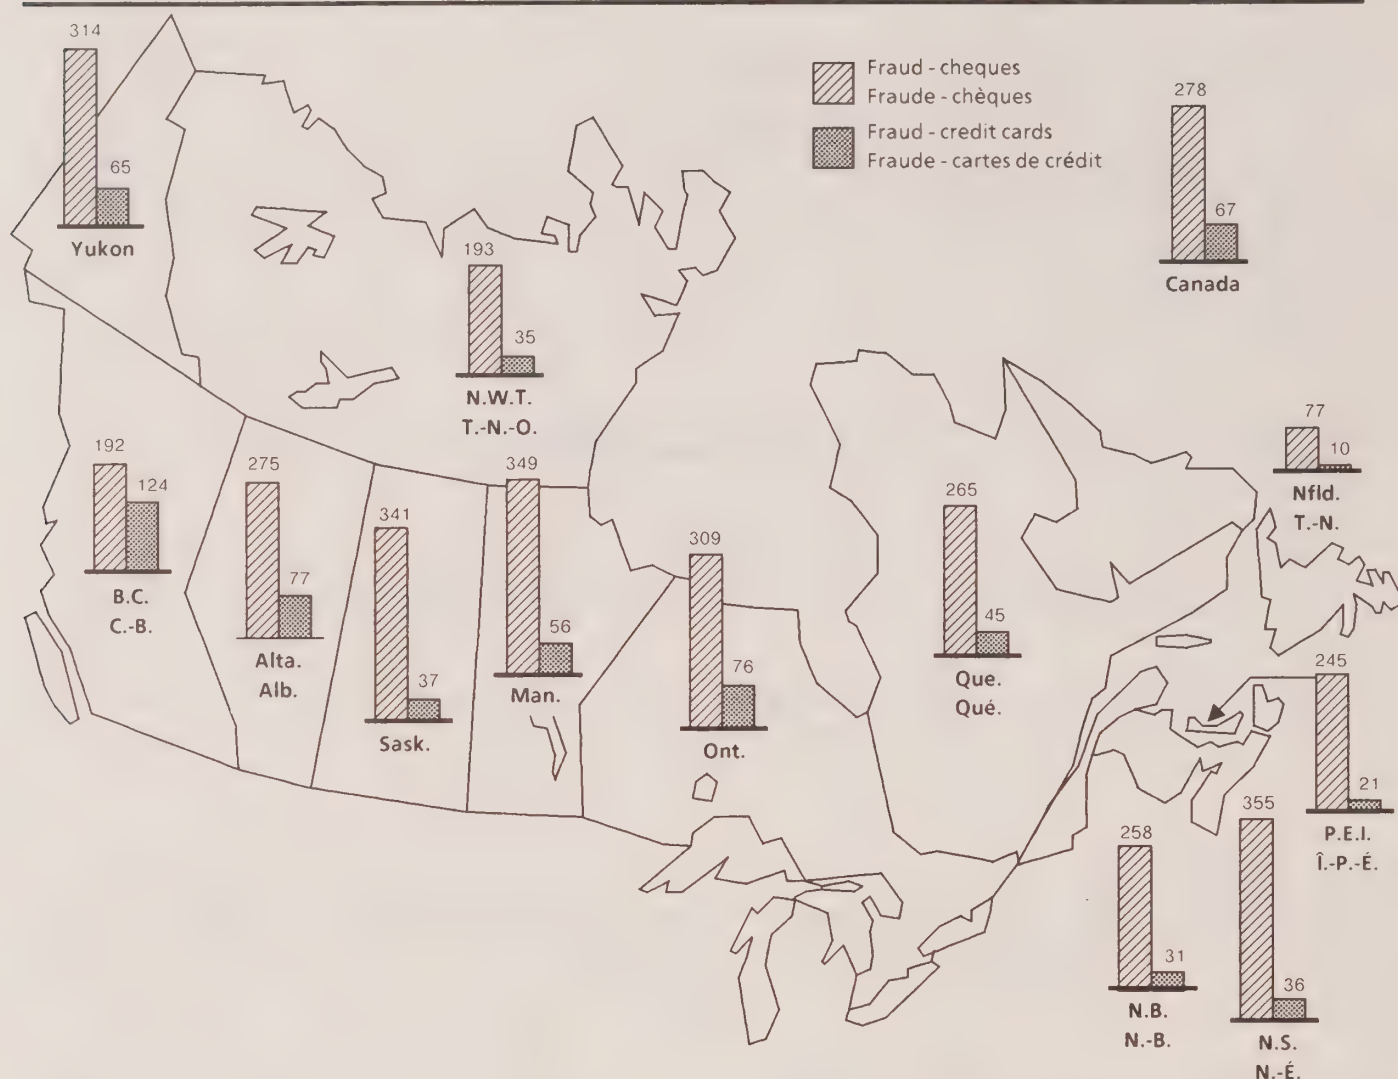 314
65
Yukon
Fraud - cheques
Fraude - chèques
Fraud - credit cards
Fraude - cartes de crédit
278
67
Canada
193
35
N.W.T.
T.-N.-O.
192
124
B.C.
C.-B.
275
77
Alta.
Alb.
341
37
Sask.
349
56
Man.
309
76
Ont.
265
45
Que.
Qué.
77
10
Nfld.
T.-N.
245
21
P.E.I.
Î.-P.-É.
258
31
N.B.
N.-B.
355
36
N.S.
N.-É.